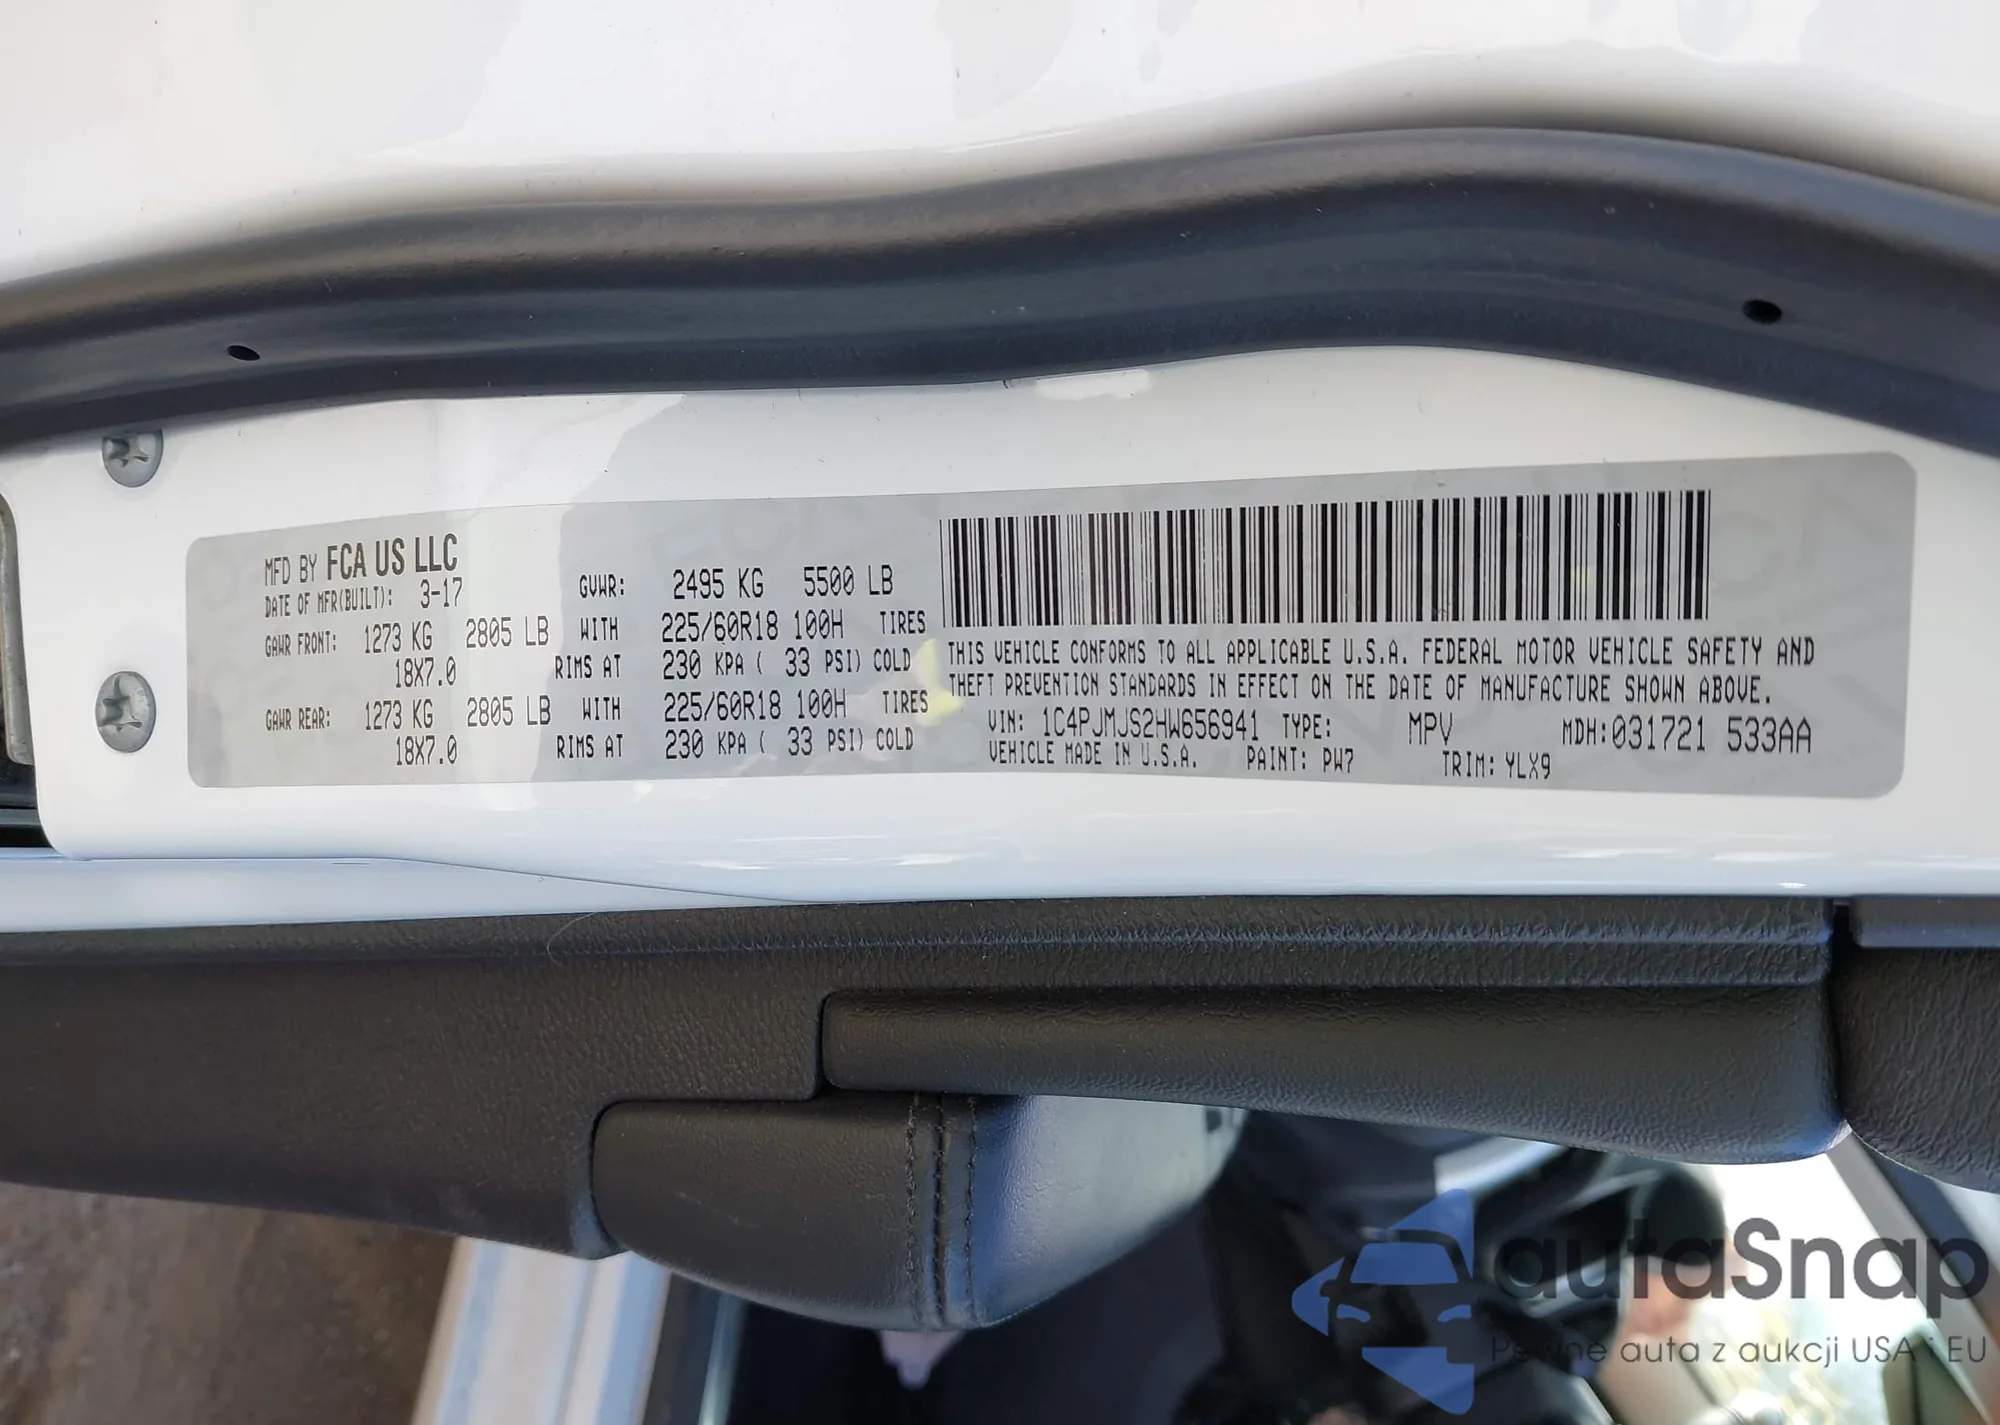 MFD BY FCA US LLC
DATE OF MFR(BUILT): 3-17 GVWR: 2495 KG 5500 LB
GAWR FRONT: 1273 KG 2805 LB WITH 225/60R18 100H TIRES
18X7.0 RIMS AT 230 KPA ( 33 PSI) COLD
GAWR REAR: 1273 KG 2805 LB WITH 225/60R18 100H TIRES
18X7.0 RIMS AT 230 KPA ( 33 PSI) COLD
THIS VEHICLE CONFORMS TO ALL APPLICABLE U.S.A. FEDERAL MOTOR VEHICLE SAFETY AND
THEFT PREVENTION STANDARDS IN EFFECT ON THE DATE OF MANUFACTURE SHOWN ABOVE.
VIN: 1C4PJMJS2HW656941 TYPE: MPV MDH:031721 533AA
VEHICLE MADE IN U.S.A. PAINT: PW7 TRIM: YLX9
autaSnap
Pewne auta z aukcji USA i EU